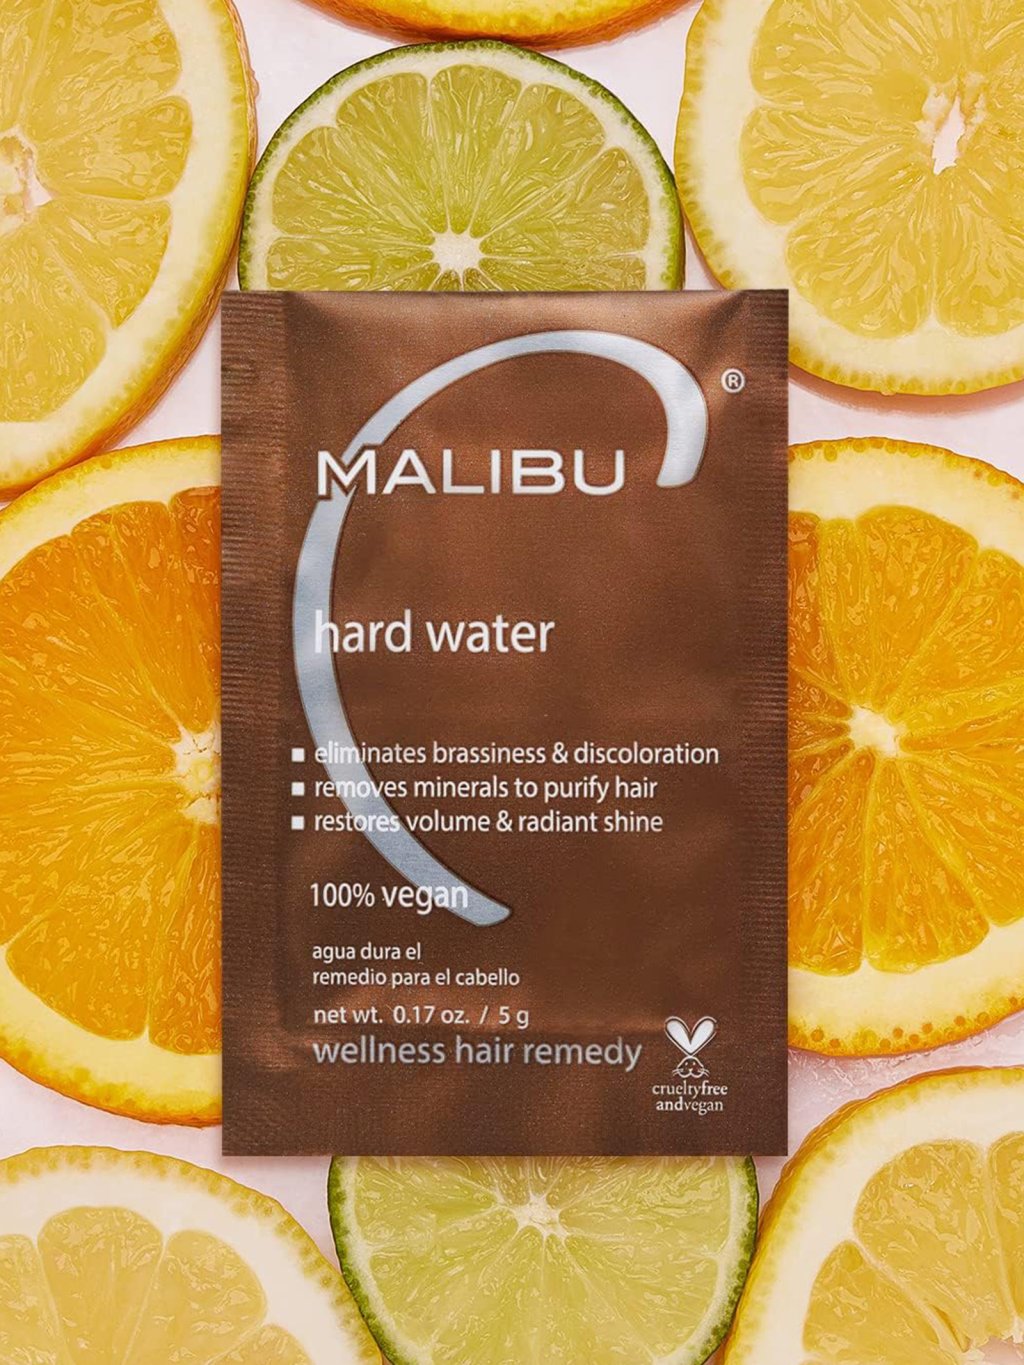 ®
MALIBU
hard water
▪ eliminates brassiness & discoloration
▪ removes minerals to purify hair
▪ restores volume & radiant shine
100% vegan
agua dura el
remedio para el cabello
net wt. 0.17 oz. / 5 g
wellness hair remedy
crueltyfree
andvegan